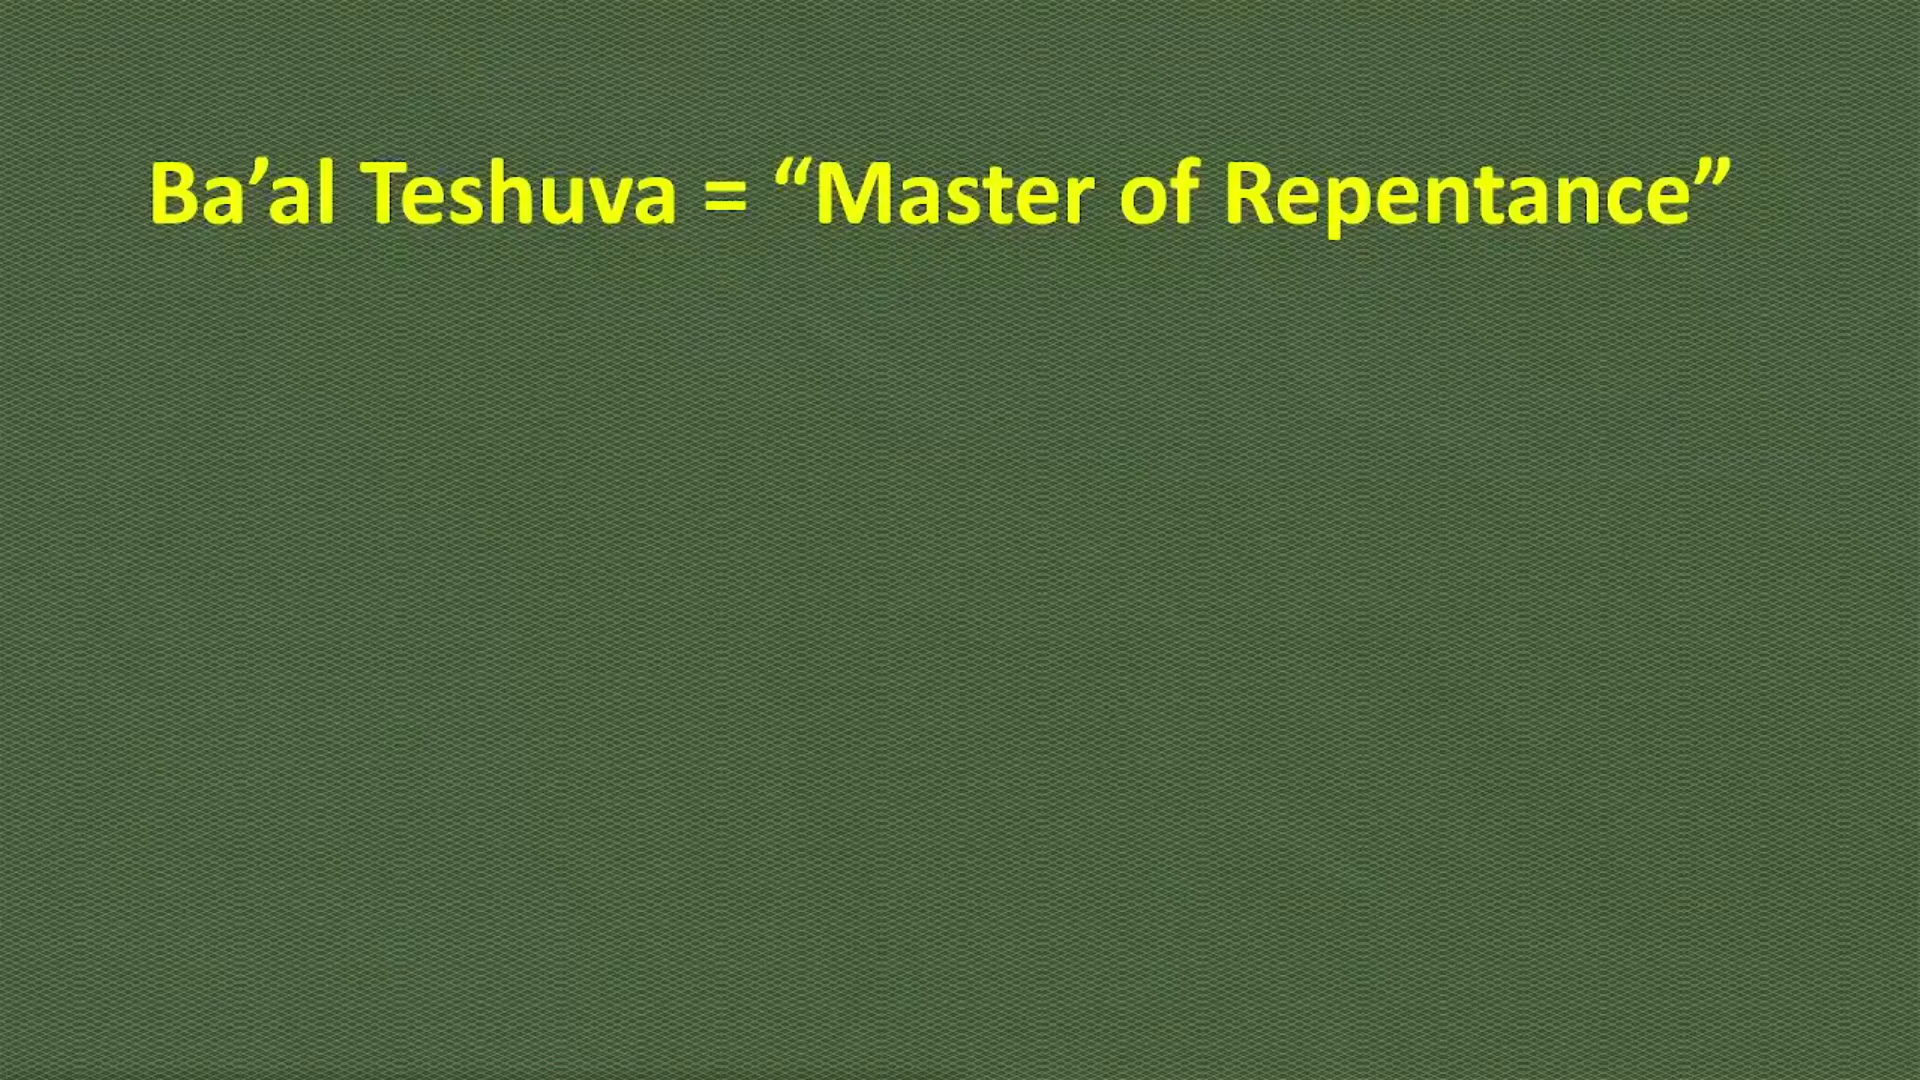 Ba’al Teshuva = “Master of Repentance”